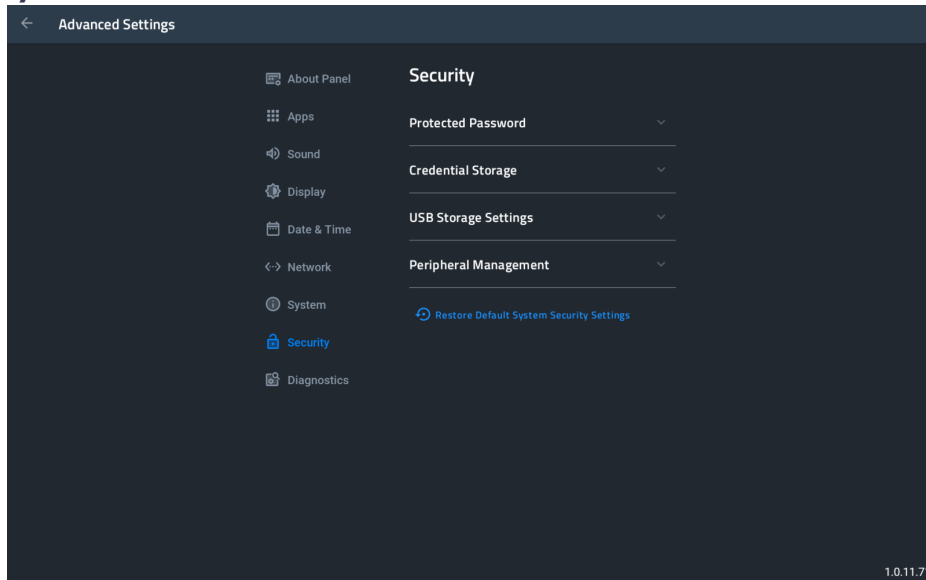 Advanced Settings
About Panel
Apps
Sound
Display
Date & Time
Network
System
Security
Diagnostics
Security
Protected Password
Credential Storage
USB Storage Settings
Peripheral Management
Restore Default System Security Settings